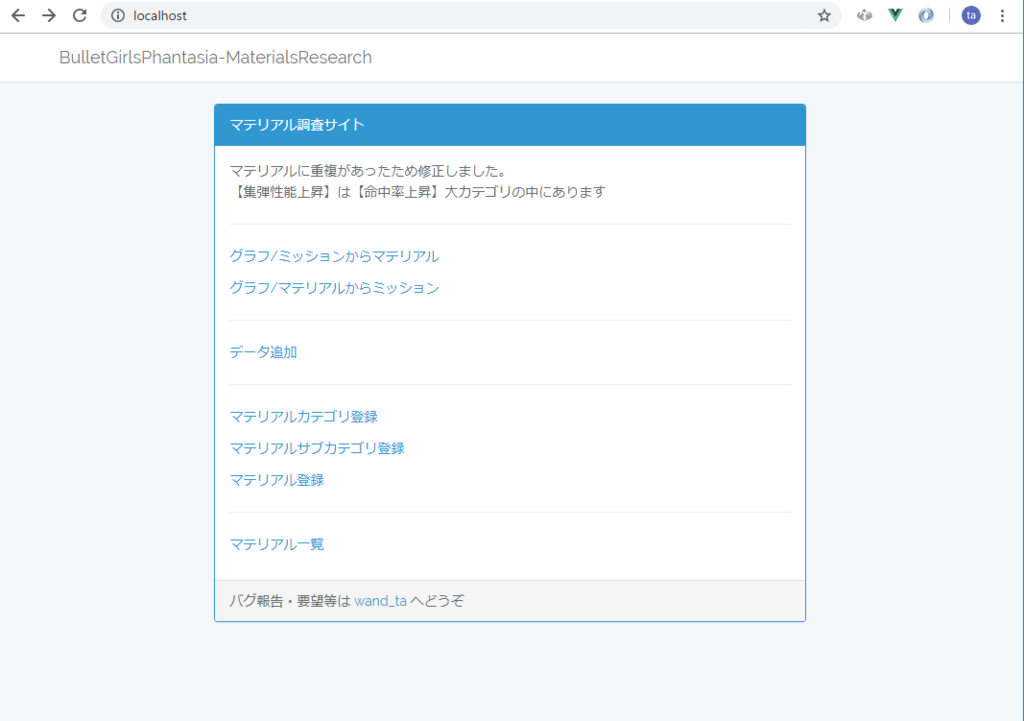 localhost
ta
BulletGirlsPhantasia-MaterialsResearch
マテリアル調査サイト
マテリアルに重複があったため修正しました。
【集弾性能上昇】は【命中率上昇】大カテゴリの中にあります
グラフ/ミッションからマテリアル
グラフ/マテリアルからミッション
データ追加
マテリアルカテゴリ登録
マテリアルサブカテゴリ登録
マテリアル登録
マテリアル一覧
バグ報告・要望等は wand_ta へどうぞ